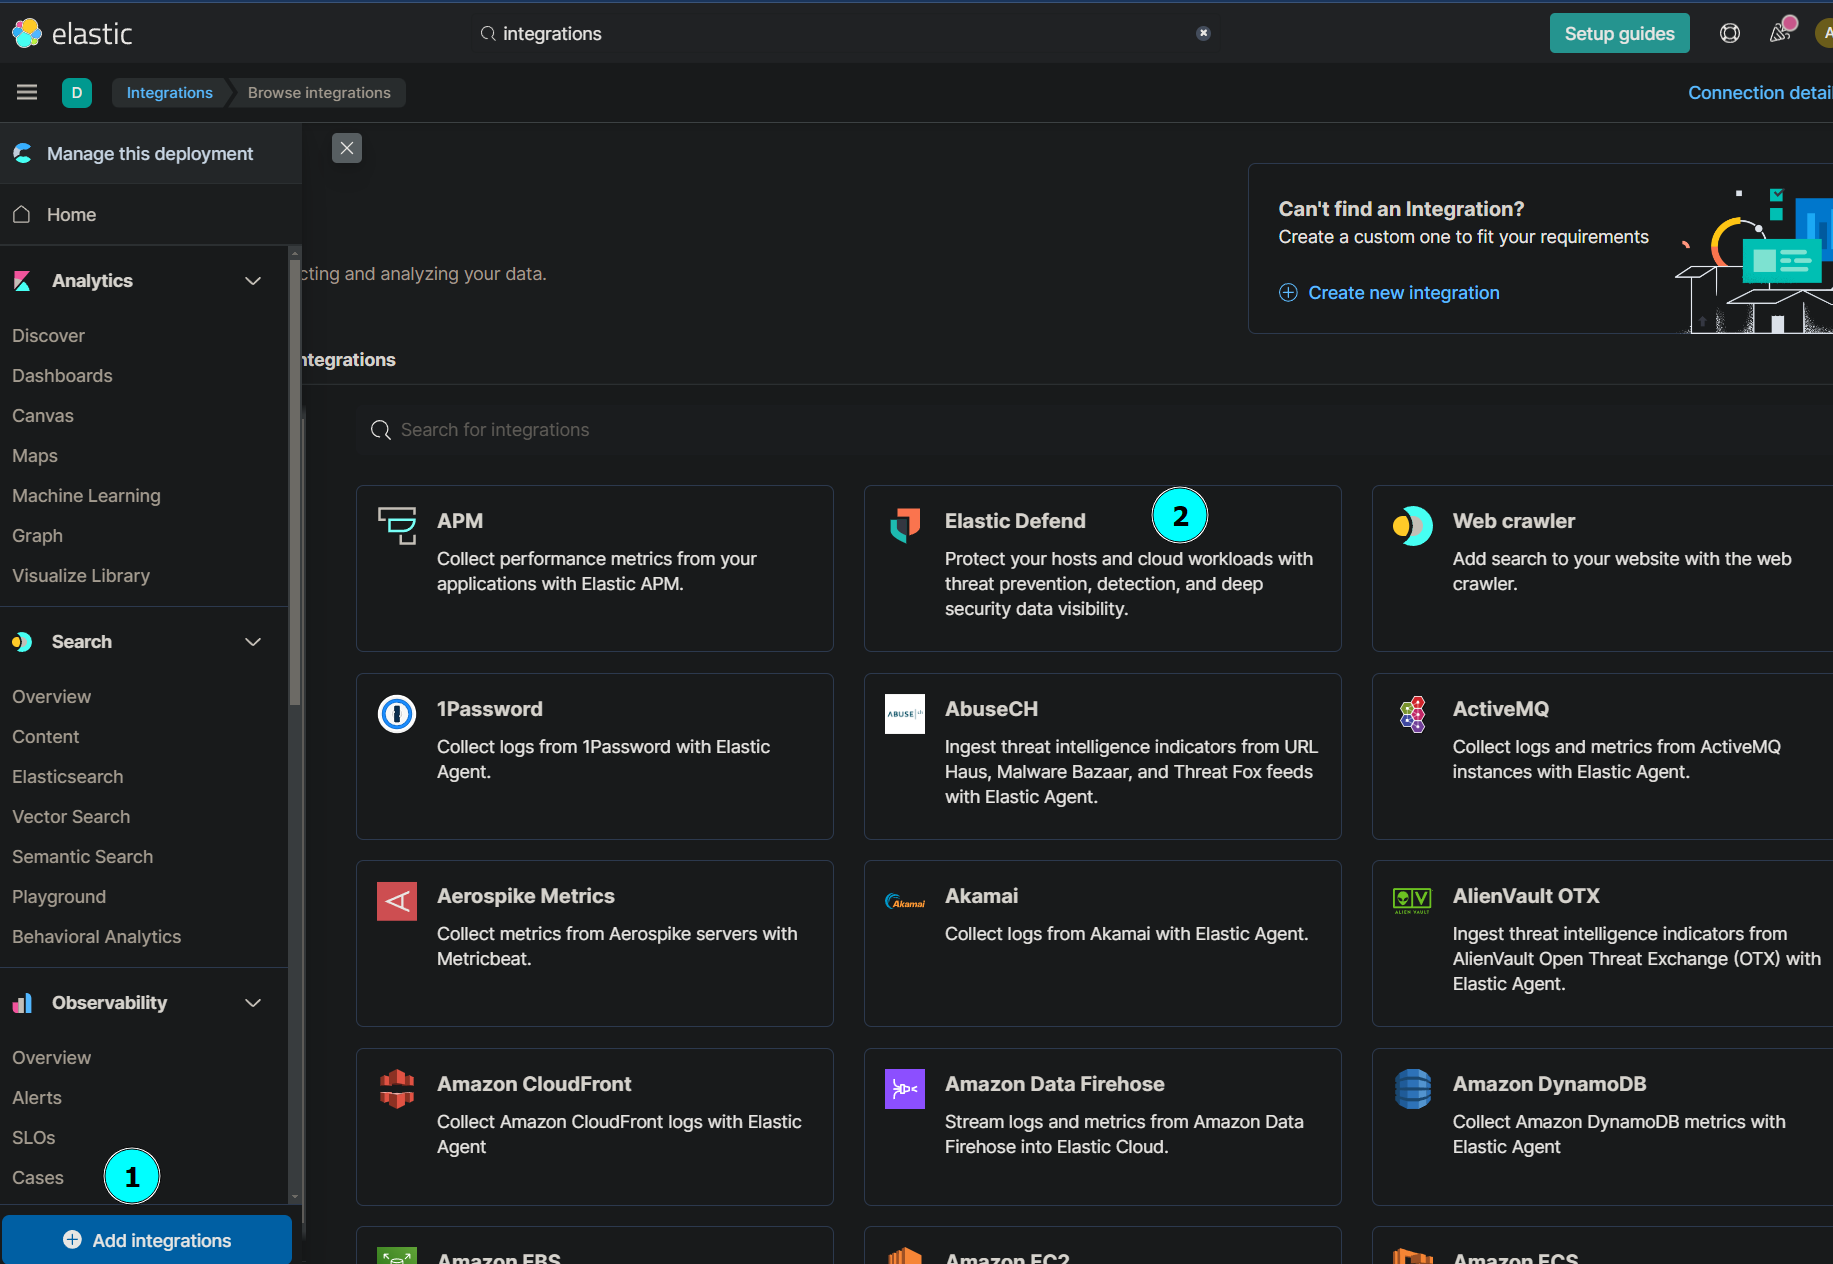 elastic
integrations
Setup guides
A
D
Integrations
Browse integrations
Connection detai
Manage this deployment
Home
Analytics
Discover
Dashboards
Canvas
Maps
Machine Learning
Graph
Visualize Library
Search
Overview
Content
Elasticsearch
Vector Search
Semantic Search
Playground
Behavioral Analytics
Observability
Overview
Alerts
SLOs
Cases
1
Add integrations
cting and analyzing your data.
Can't find an Integration?
Create a custom one to fit your requirements
Create new integration
ntegrations
Search for integrations
APM
Collect performance metrics from your
applications with Elastic APM.
Elastic Defend
2
Protect your hosts and cloud workloads with
threat prevention, detection, and deep
security data visibility.
Web crawler
Add search to your website with the web
crawler.
1Password
Collect logs from 1Password with Elastic
Agent.
ABUSE ch
AbuseCH
Ingest threat intelligence indicators from URL
Haus, Malware Bazaar, and Threat Fox feeds
with Elastic Agent.
ActiveMQ
Collect logs and metrics from ActiveMQ
instances with Elastic Agent.
Aerospike Metrics
Collect metrics from Aerospike servers with
Metricbeat.
Akamai
Akamai
Collect logs from Akamai with Elastic Agent.
ALIEN VAULT
AlienVault OTX
Ingest threat intelligence indicators from
AlienVault Open Threat Exchange (OTX) with
Elastic Agent.
Amazon CloudFront
Collect Amazon CloudFront logs with Elastic
Agent
Amazon Data Firehose
Stream logs and metrics from Amazon Data
Firehose into Elastic Cloud.
Amazon DynamoDB
Collect Amazon DynamoDB metrics with
Elastic Agent
Amazon EBS
Amazon EC2
Amazon ECS